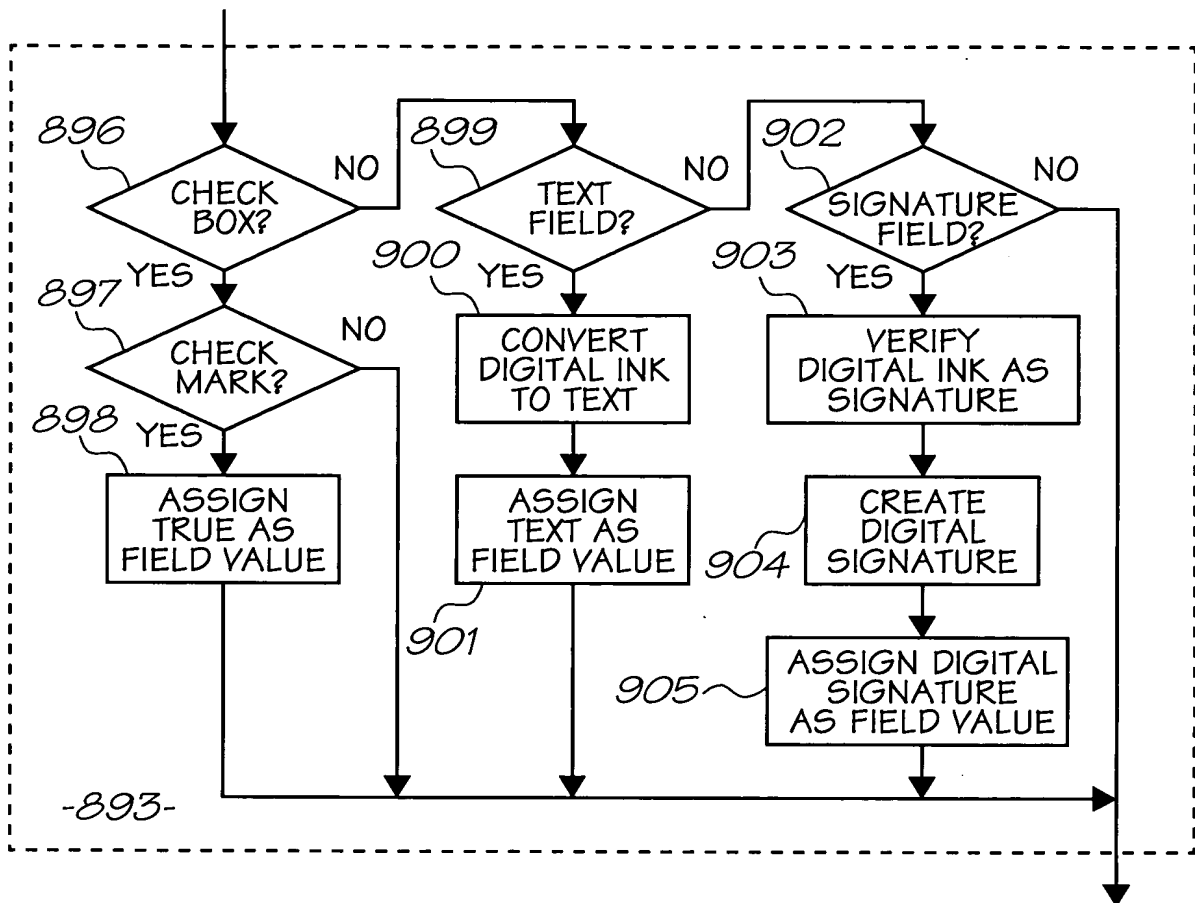 896
CHECK
BOX?
NO
YES
897
CHECK
MARK?
NO
YES
898
ASSIGN
TRUE AS
FIELD VALUE
899
TEXT
FIELD?
NO
YES
900
CONVERT
DIGITAL INK
TO TEXT
ASSIGN
TEXT AS
FIELD VALUE
901
902
SIGNATURE
FIELD?
NO
YES
903
VERIFY
DIGITAL INK AS
SIGNATURE
CREATE
DIGITAL
SIGNATURE
904
ASSIGN DIGITAL
SIGNATURE
AS FIELD VALUE
905
-893-